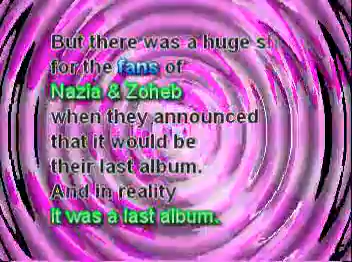 But there was a huge
for the fans of
Nazia & Zoheb
when they announced
that it would be
their last album.
And in reality
it was a last album.